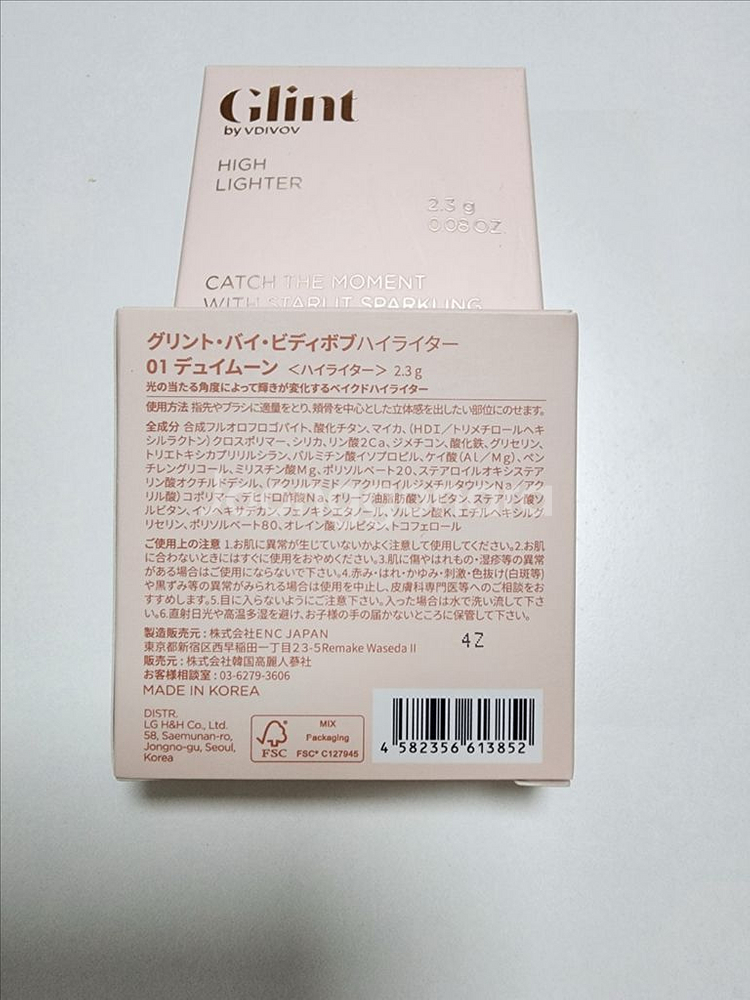 Glint
by VDIVOV
HIGH
LIGHTER
2.3 g
0.08 OZ.
CATCH THE MOMENT
WITH STARLIT SPARKLING
グリント・バイ・ビディボブハイライター
01 デュイムーン ＜ハイライター＞ 2.3 g
光の当たる角度によって輝きが変化するベイクドハイライター
使用方法 指先やブラシに適量をとり、頬骨を中心とした立体感を出したい部位にのせます。
全成分 合成フルオロフロゴパイト、酸化チタン、マイカ、(HDI／トリメチロールヘキ
シルラクトン)クロスポリマー、シリカ、リン酸2Ca、ジメチコン、酸化鉄、グリセリン、
トリエトキシカプリリルシラン、パルミチン酸イソプロピル、ケイ酸(AL／Mg)、ペン
チレングリコール、ミリスチン酸Mg、ポリソルベート20、ステアロイルオキシステア
リン酸オクチルドデシル、(アクリルアミド／アクリロイルジメチルタウリンNa／アク
リル酸)コポリマー、デヒドロ酢酸Na、オリーブ油脂肪酸ソルビタン、ステアリン酸ソ
ルビタン、イソヘキサデカン、フェノキシエタノール、ソルビン酸K、エチルヘキシルグ
リセリン、ポリソルベート80、オレイン酸ソルビタン、トコフェロール
ご使用上の注意 1.お肌に異常が生じていないかよく注意して使用してください。2.お肌
に合わないときにはすぐに使用をおやめください。3.肌に傷やはれもの・湿疹等の異常
がある場合はご使用にならないで下さい。4.赤み・はれ・かゆみ・刺激・色抜け(白斑等)
や黒ずみ等の異常がみられる場合は使用を中止し、皮膚科専門医等へのご相談をお
すすめします。5.目に入らないようにご注意下さい。入った場合は水で洗い流して下さ
い。6.直射日光や高温多湿を避け、お子様の手の届かないところに保管して下さい。
製造販売元 : 株式会社ENC JAPAN
東京都新宿区西早稲田一丁目23-5Remake Waseda II
販売元 : 株式会社韓国高麗人蔘社
お客様相談室 : 03-6279-3606
MADE IN KOREA
4Z
DISTR.
LG H&H Co., Ltd.
58, Saemunan-ro,
Jongno-gu, Seoul,
Korea
FSC
MIX
Packaging
FSC® C127945
4 582356 613852